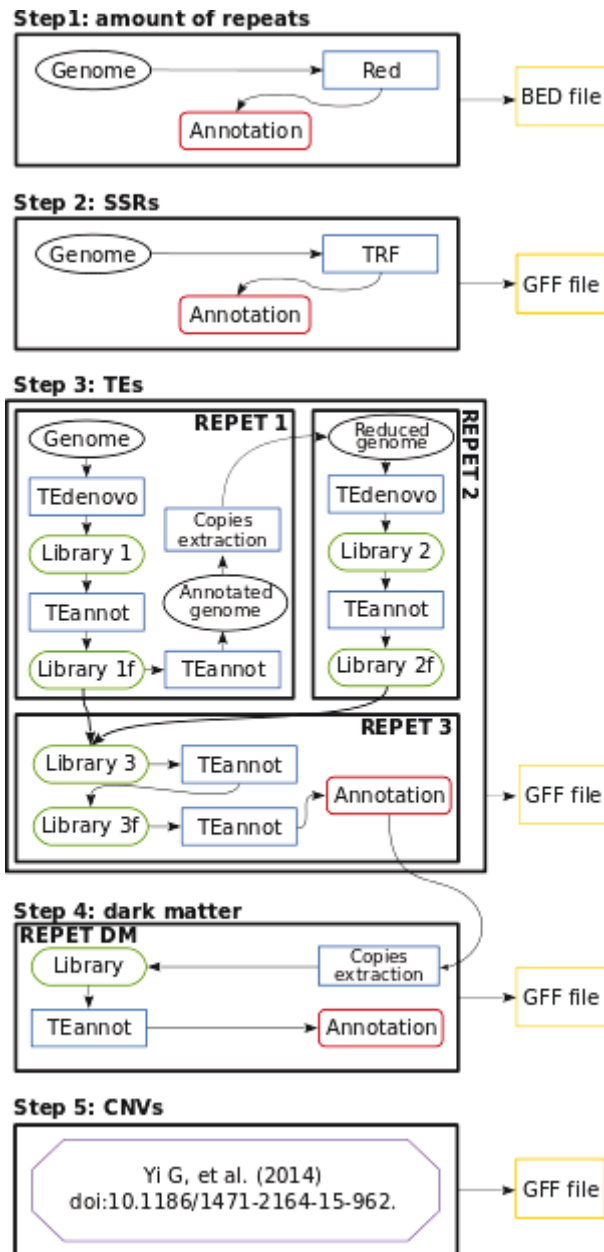 Step1: amount of repeats
Genome
Red
Annotation
BED file
Step 2: SSRs
Genome
TRF
Annotation
GFF file
Step 3: TEs
REPET 1
Genome
TEdenovo
Library 1
TEannot
Library 1f
TEannot
Annotated
genome
Copies
extraction
REPET 2
Reduced
genome
TEdenovo
Library 2
TEannot
Library 2f
REPET 3
Library 3
TEannot
Library 3f
TEannot
Annotation
GFF file
Step 4: dark matter
REPET DM
Library
Copies
extraction
TEannot
Annotation
GFF file
Step 5: CNVs
Yi G, et al. (2014)
doi:10.1186/1471-2164-15-962.
GFF file